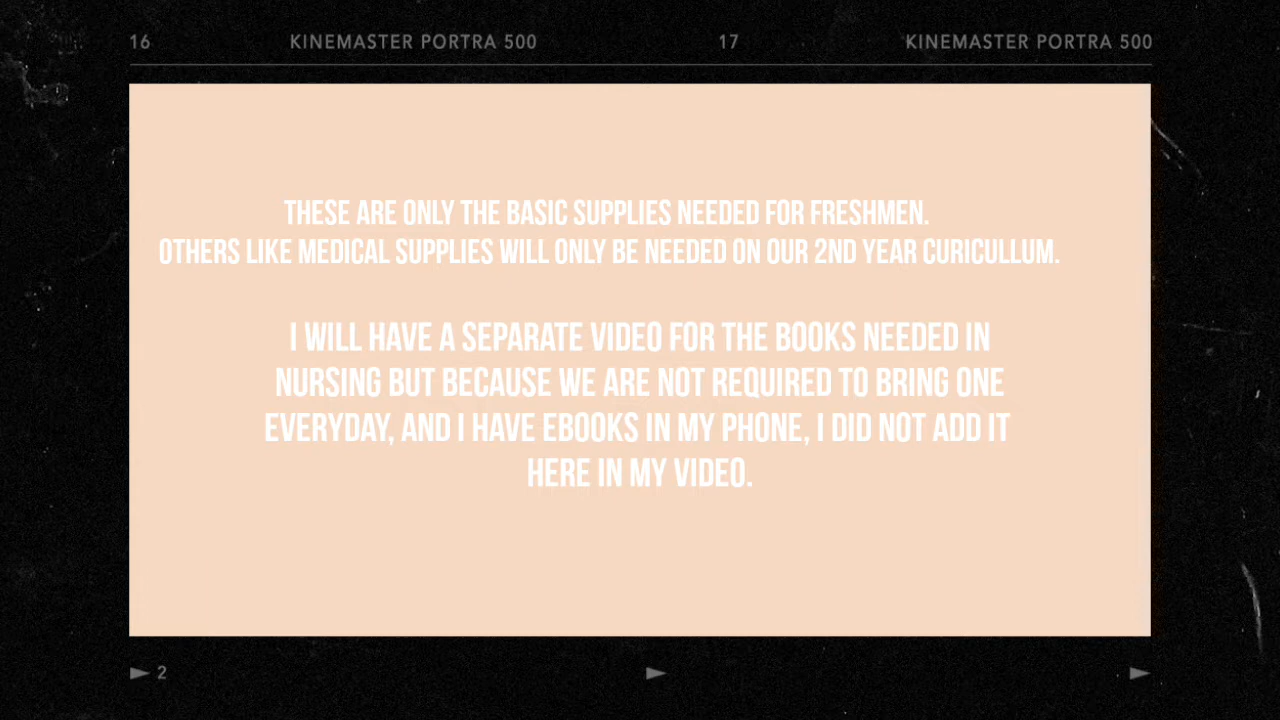 16 KINEMASTER PORTRA 500 17 KINEMASTER PORTRA 500
THESE ARE ONLY THE BASIC SUPPLIES NEEDED FOR FRESHMEN.
OTHERS LIKE MEDICAL SUPPLIES WILL ONLY BE NEEDED ON OUR 2ND YEAR CURICULLUM.
I WILL HAVE A SEPARATE VIDEO FOR THE BOOKS NEEDED IN
NURSING BUT BECAUSE WE ARE NOT REQUIRED TO BRING ONE
EVERYDAY, AND I HAVE EBOOKS IN MY PHONE, I DID NOT ADD IT
HERE IN MY VIDEO.
2